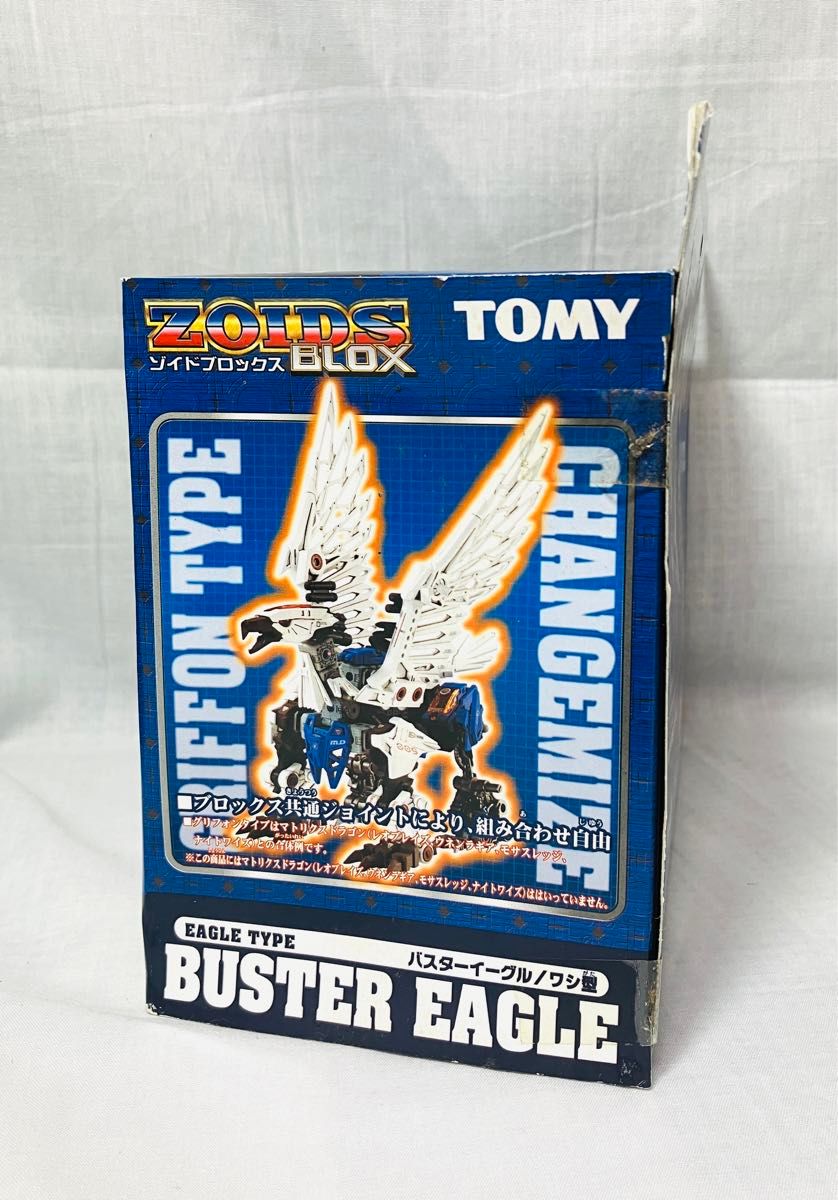 ZOIDS
BLOX
ゾイドブロックス
TOMY
GRIFFON TYPE
CHANGEMIZE
■ブロックス共通ジョイントにより、組み合わせ自由
■グリフォンタイプはマトリクスドラゴン(レオブレイズ、ウネンラギア、モサスレッジ、
ナイトワイズ)との合体例です。
※この商品にはマトリクスドラゴン(レオブレイズ、ウネンラギア、モサスレッジ、ナイトワイズ)ははいっていません。
EAGLE TYPE
バスターイーグル/ワシ型
BUSTER EAGLE